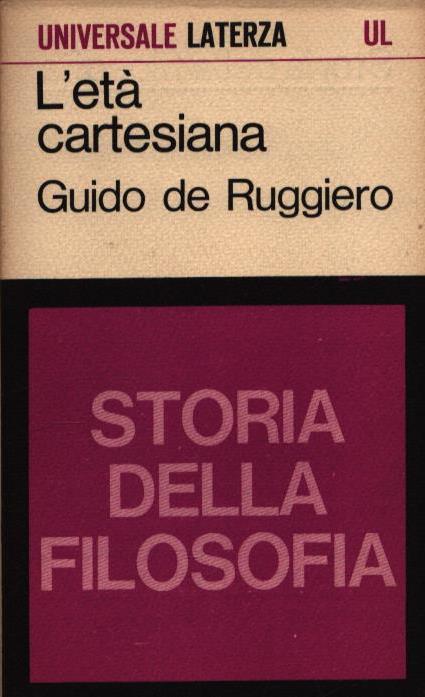 UNIVERSALE LATERZA UL
L'età
cartesiana
Guido de Ruggiero
STORIA
DELLA
FILOSOFIA